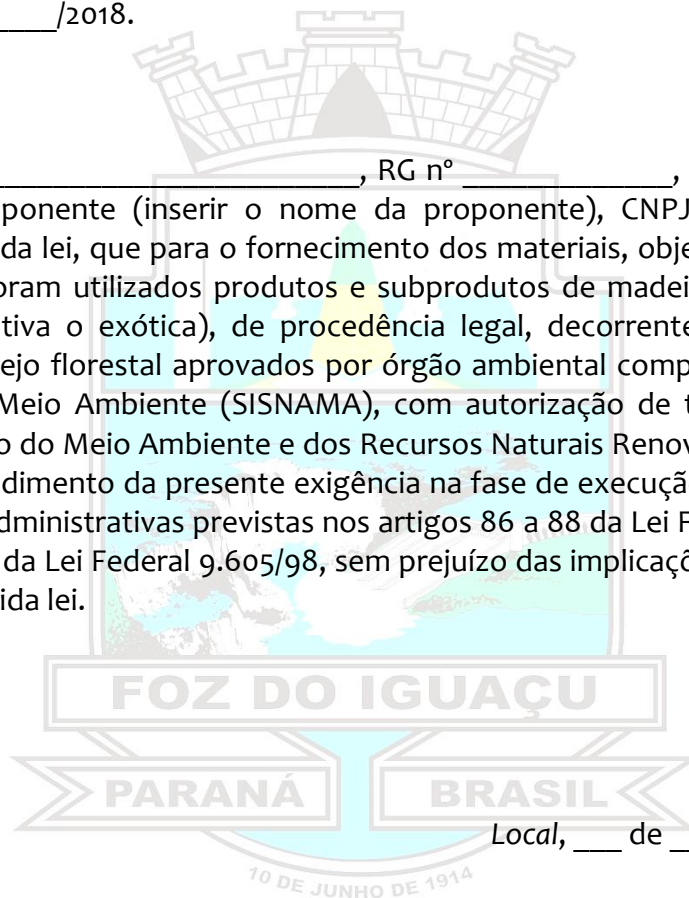 ____/2018.
______________________, RG nº _____________,
ponente (inserir o nome da proponente), CNPJ
da lei, que para o fornecimento dos materiais, obje
oram utilizados produtos e subprodutos de madei
tiva o exótica), de procedência legal, decorrente
ejo florestal aprovados por órgão ambiental comp
Meio Ambiente (SISNAMA), com autorização de t
o do Meio Ambiente e dos Recursos Naturais Renov
dimento da presente exigência na fase de execução
dministrativas previstas nos artigos 86 a 88 da Lei F
da Lei Federal 9.605/98, sem prejuízo das implicaçõ
ida lei.
FOZ DO IGUAÇU
PARANÁ BRASIL
Local, ___ de __
10 DE JUNHO DE 1914